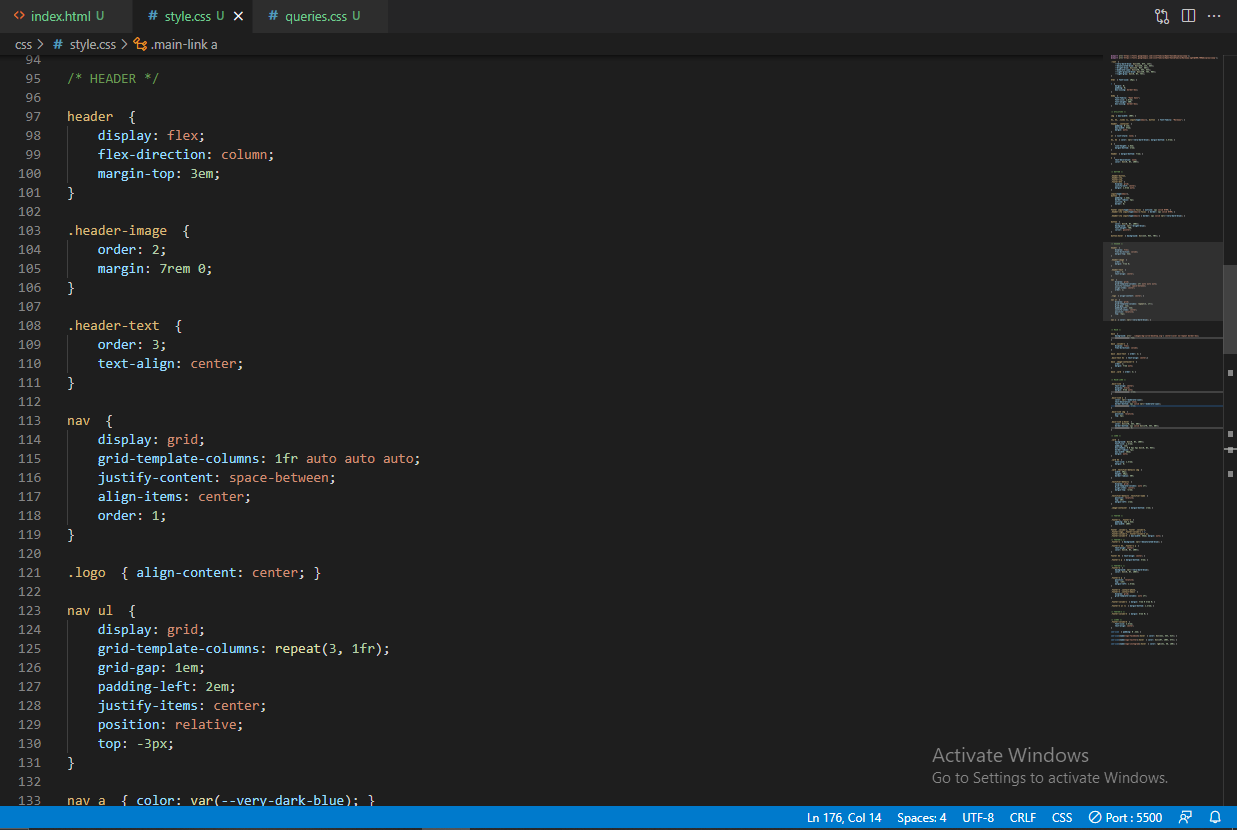 index.html U
# style.css U ×
# queries.css U
css > # style.css > .main-link a
94
95 /* HEADER */
96
97 header  {
98     display: flex;
99     flex-direction: column;
100     margin-top: 3em;
101 }
102
103 .header-image  {
104     order: 2;
105     margin: 7rem 0;
106 }
107
108 .header-text  {
109     order: 3;
110     text-align: center;
111 }
112
113 nav  {
114     display: grid;
115     grid-template-columns: 1fr auto auto auto;
116     justify-content: space-between;
117     align-items: center;
118     order: 1;
119 }
120
121 .logo  { align-content: center; }
122
123 nav ul  {
124     display: grid;
125     grid-template-columns: repeat(3, 1fr);
126     grid-gap: 1em;
127     padding-left: 2em;
128     justify-items: center;
129     position: relative;
130     top: -3px;
131 }
132
133 nav a  { color: var(--very-dark-blue); }
Activate Windows
Go to Settings to activate Windows.
Ln 176, Col 14 Spaces: 4 UTF-8 CRLF CSS Port : 5500